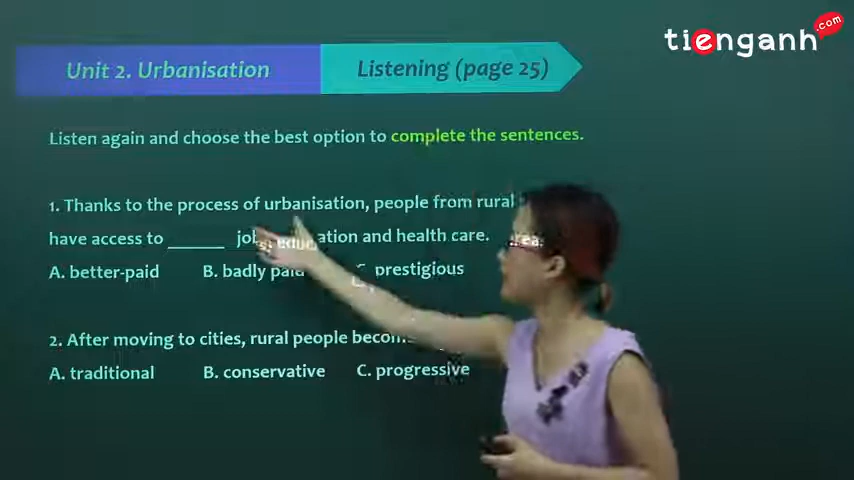 tienganh.com
Unit 2. Urbanisation
Listening (page 25)
Listen again and choose the best option to complete the sentences.
1. Thanks to the process of urbanisation, people from rural
have access to ______ education and health care.
A. better-paid B. badly paid C. prestigious
2. After moving to cities, rural people
A. traditional B. conservative C. progressive